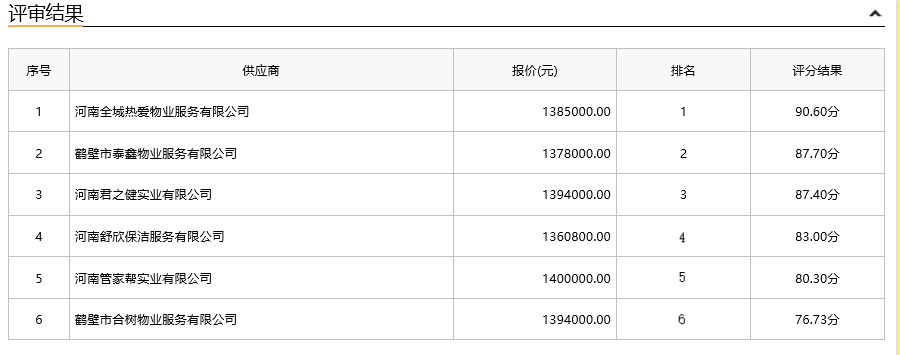 评审结果
序号 供应商 报价(元) 排名 评分结果
1 河南全城热爱物业服务有限公司 1385000.00 1 90.60分
2 鹤壁市泰鑫物业服务有限公司 1378000.00 2 87.70分
3 河南君之健实业有限公司 1394000.00 3 87.40分
4 河南舒欣保洁服务有限公司 1360800.00 4 83.00分
5 河南管家帮实业有限公司 1400000.00 5 80.30分
6 鹤壁市合树物业服务有限公司 1394000.00 6 76.73分